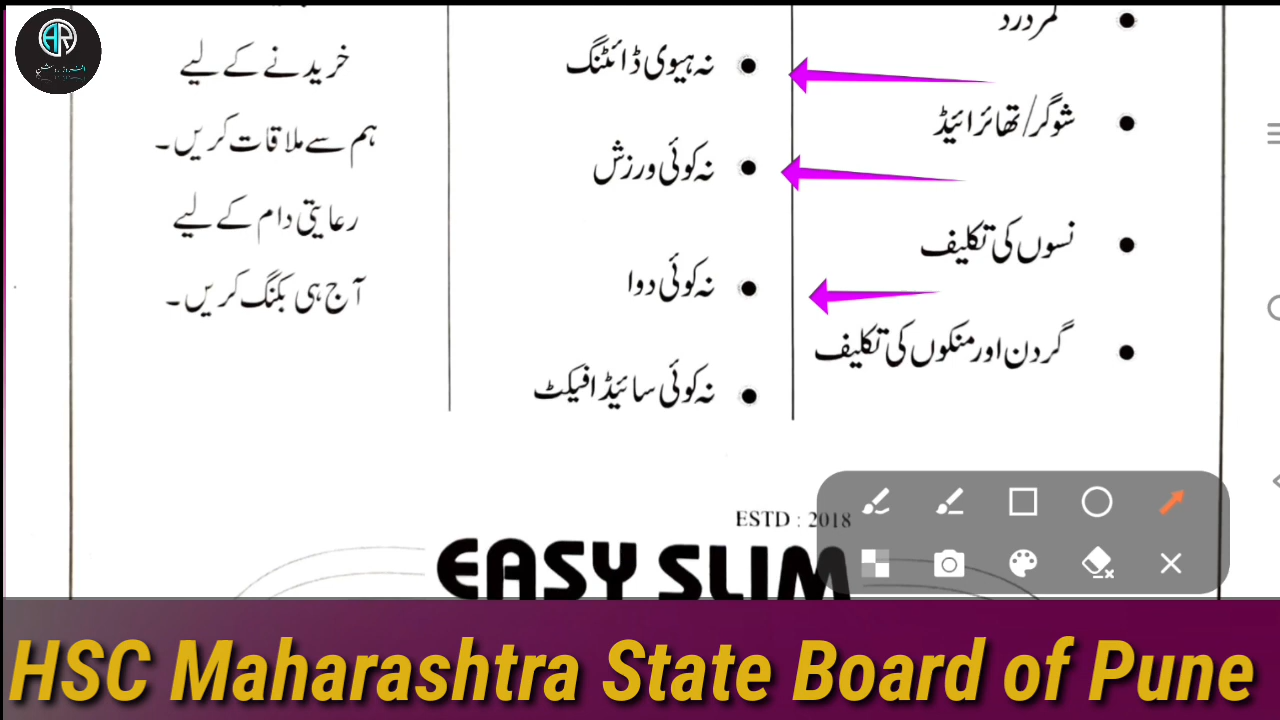 کمر درد
شوگر/تھائرائیڈ
نسوں کی تکلیف
گردن اور منکوں کی تکلیف
نہ ہیوی ڈائٹنگ
نہ کوئی ورزش
نہ کوئی دوا
نہ کوئی سائیڈ افیکٹ
خریدنے کے لیے
ہم سے ملاقات کریں۔
رعایتی دام کے لیے
آج ہی بکنگ کریں۔
ESTD : 2018
EASY SLIM
HSC Maharashtra State Board of Pune